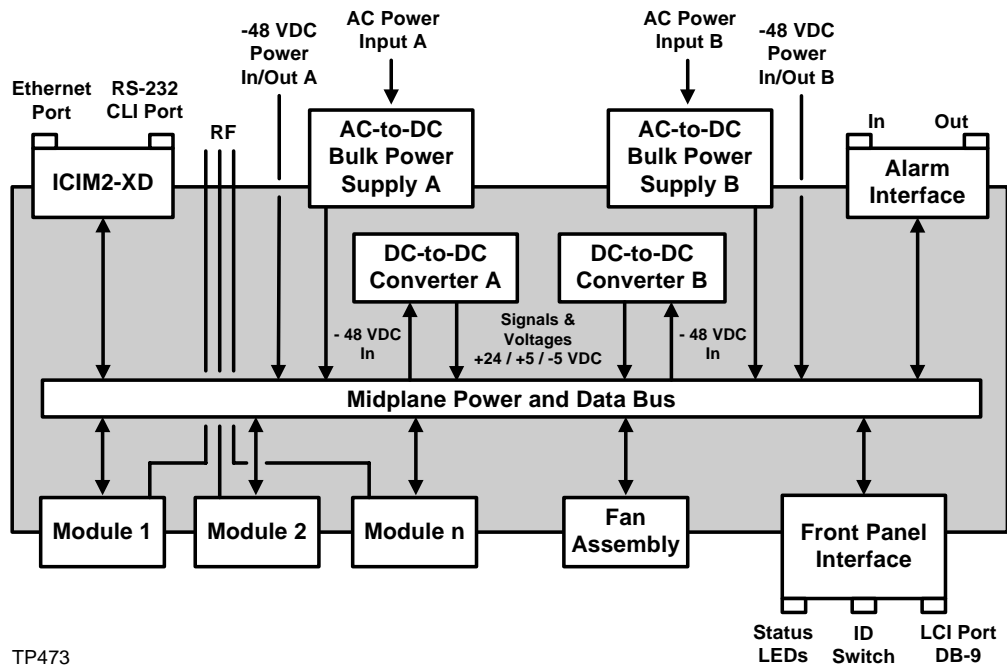 -48 VDC
Power
In/Out A
AC Power
Input A
AC Power
Input B
-48 VDC
Power
In/Out B
Ethernet
Port
RS-232
CLI Port
RF
In
Out
ICIM2-XD
AC-to-DC
Bulk Power
Supply A
AC-to-DC
Bulk Power
Supply B
Alarm
Interface
DC-to-DC
Converter A
DC-to-DC
Converter B
- 48 VDC
In
Signals &
Voltages
+24 / +5 / -5 VDC
- 48 VDC
In
Midplane Power and Data Bus
Module 1
Module 2
Module n
Fan
Assembly
Front Panel
Interface
Status
LEDs
ID
Switch
LCI Port
DB-9
TP473